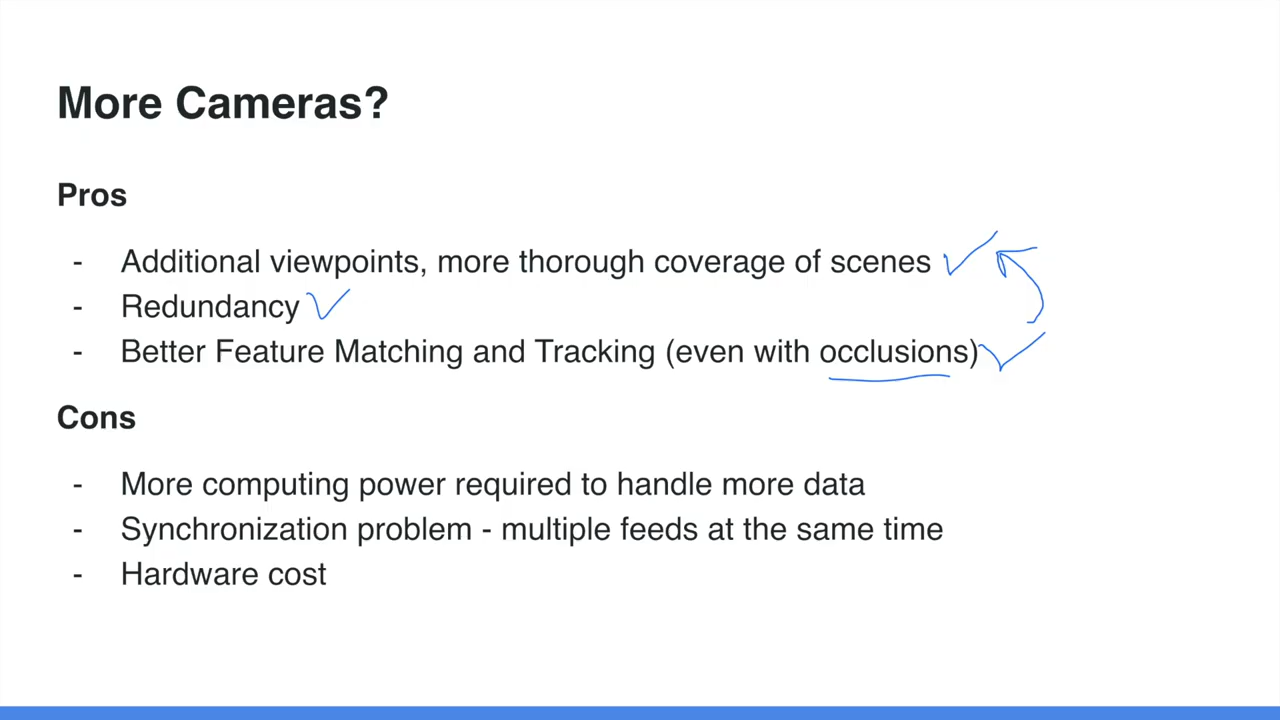 More Cameras?
Pros
- Additional viewpoints, more thorough coverage of scenes
- Redundancy
- Better Feature Matching and Tracking (even with occlusions)
Cons
- More computing power required to handle more data
- Synchronization problem - multiple feeds at the same time
- Hardware cost